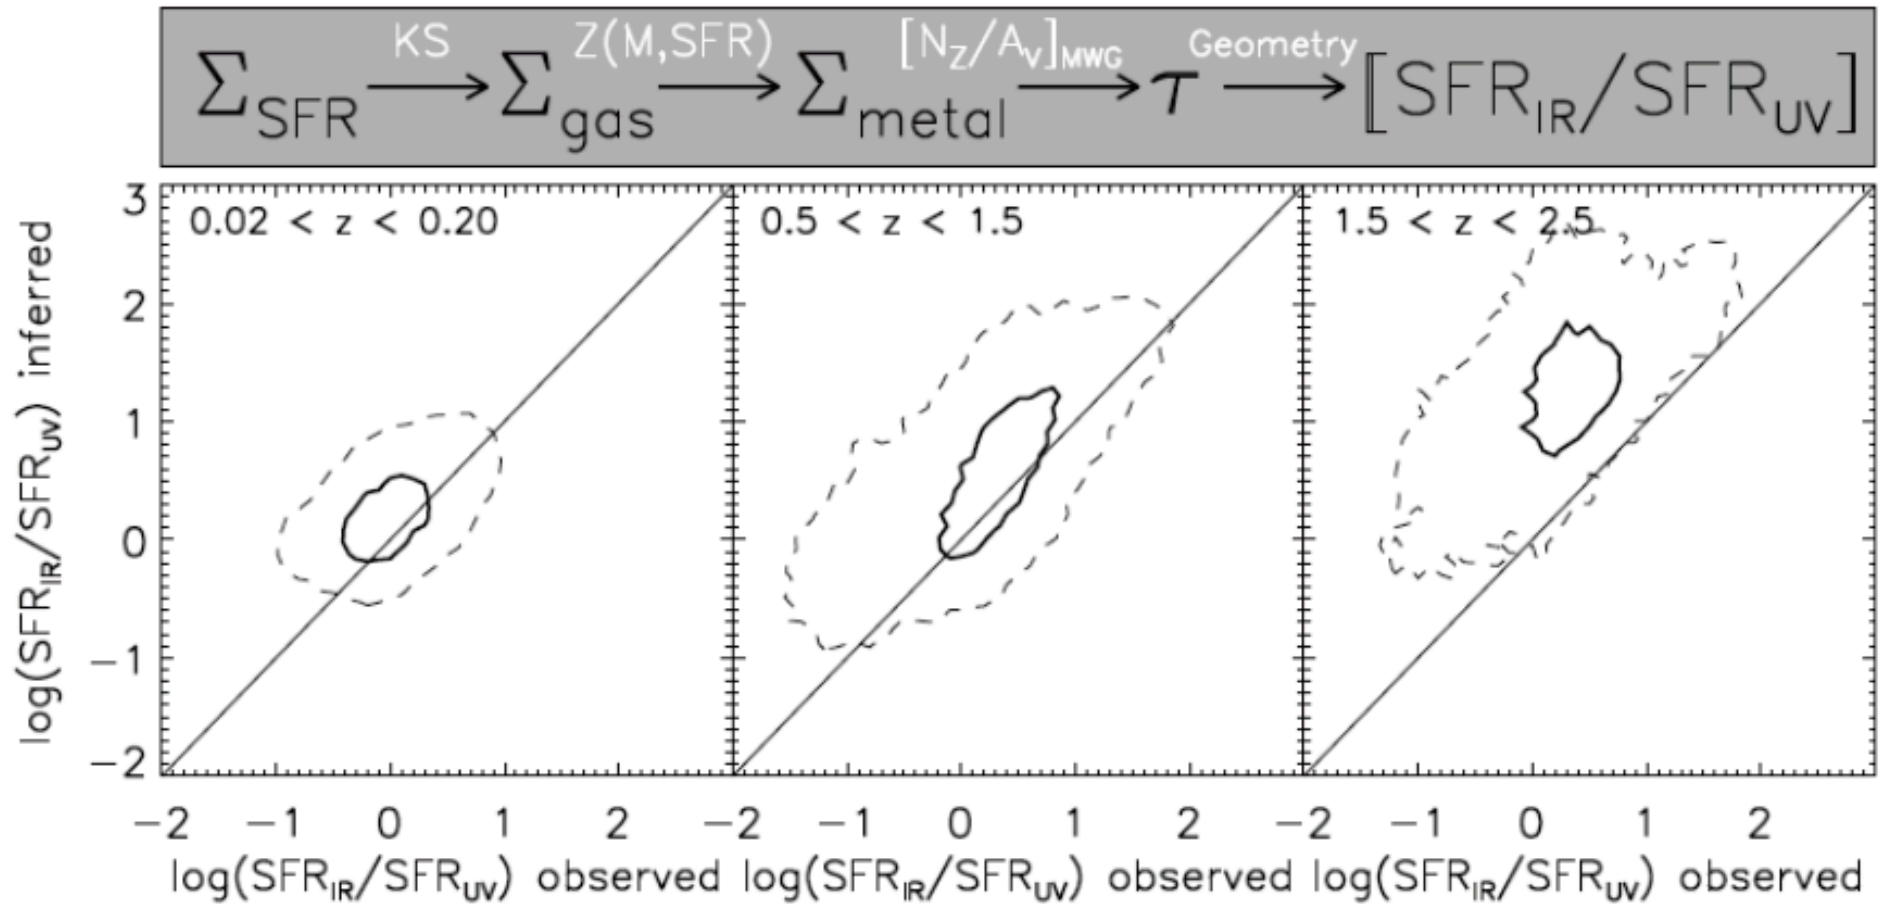 Σ_SFR —KS→ Σ_gas —Z(M,SFR)→ Σ_metal —[N_Z/A_V]_MWG→ τ —Geometry→ [SFR_IR/SFR_UV]
0.02 < z < 0.20 0.5 < z < 1.5 1.5 < z < 2.5
log(SFR_IR/SFR_UV) inferred
3
2
1
0
−1
−2
−2 −1 0 1 2 −2 −1 0 1 2 −2 −1 0 1 2
log(SFR_IR/SFR_UV) observed log(SFR_IR/SFR_UV) observed log(SFR_IR/SFR_UV) observed